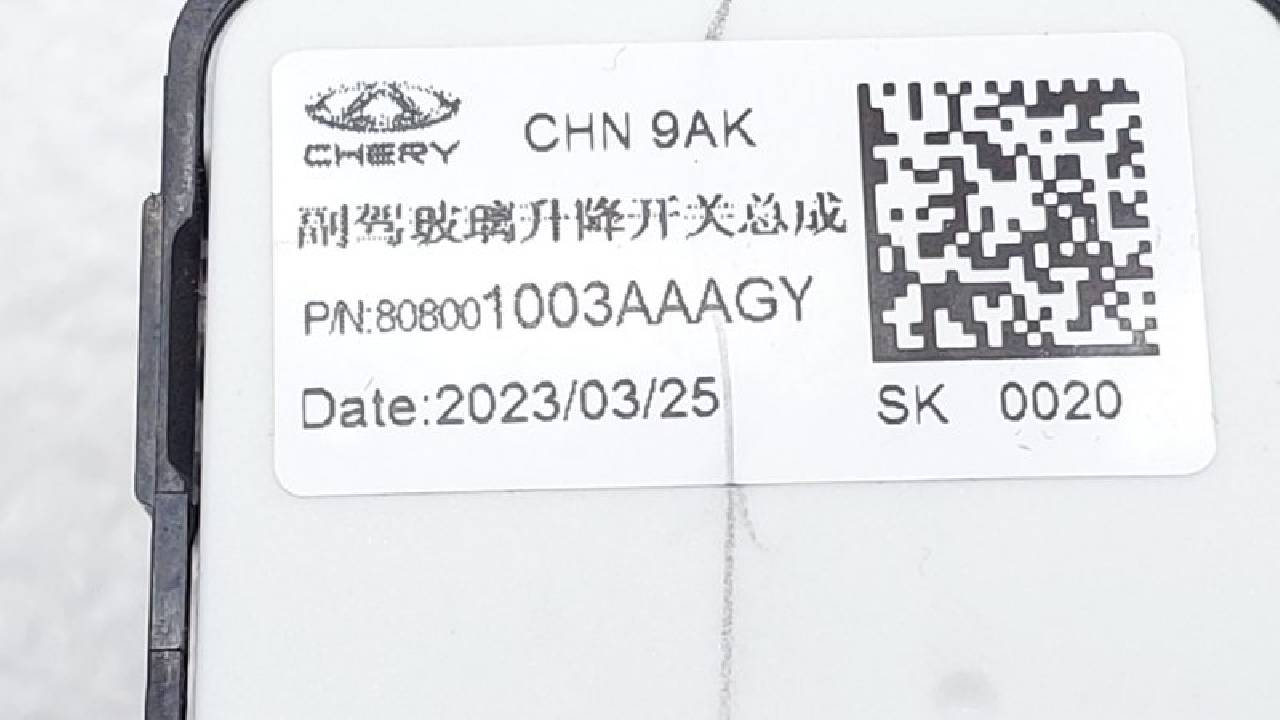 CHERY
CHN 9AK
副驾玻璃升降开关总成
P/N:808001003AAAGY
Date:2023/03/25
SK 0020